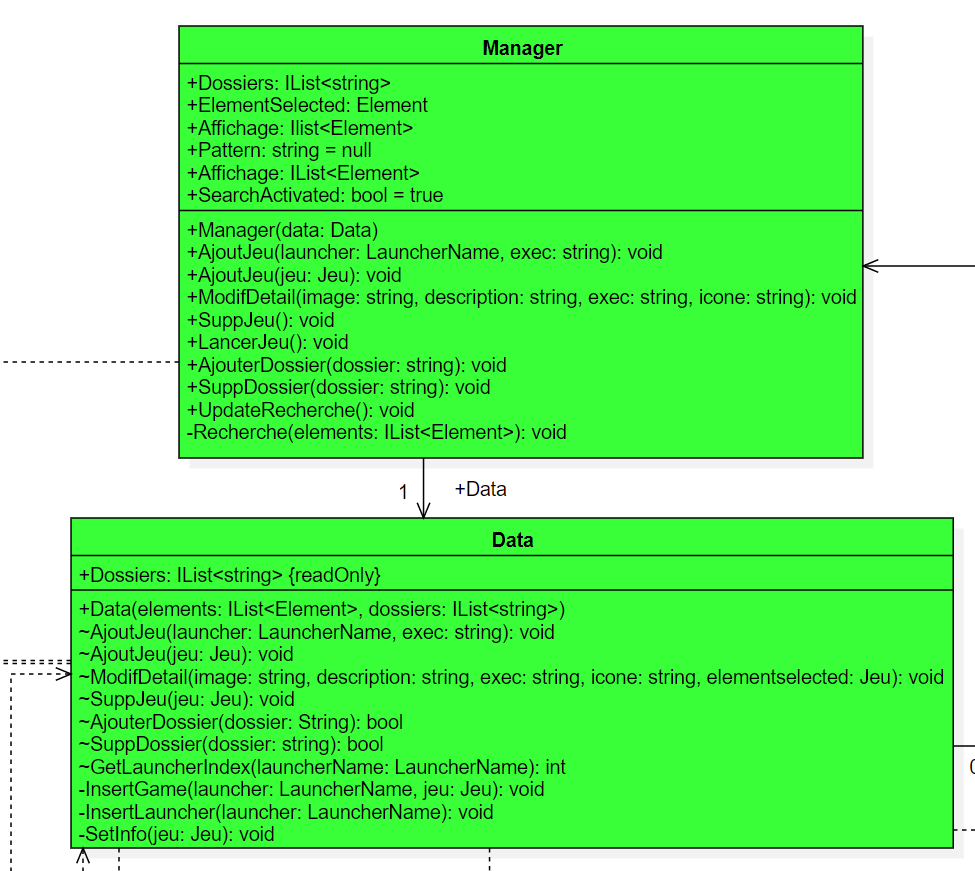 Manager
+Dossiers: IList<string>
+ElementSelected: Element
+Affichage: Ilist<Element>
+Pattern: string = null
+Affichage: IList<Element>
+SearchActivated: bool = true
+Manager(data: Data)
+AjoutJeu(launcher: LauncherName, exec: string): void
+AjoutJeu(jeu: Jeu): void
+ModifDetail(image: string, description: string, exec: string, icone: string): void
+SuppJeu(): void
+LancerJeu(): void
+AjouterDossier(dossier: string): void
+SuppDossier(dossier: string): void
+UpdateRecherche(): void
-Recherche(elements: IList<Element>): void
1 +Data
Data
+Dossiers: IList<string> {readOnly}
+Data(elements: IList<Element>, dossiers: IList<string>)
~AjoutJeu(launcher: LauncherName, exec: string): void
~AjoutJeu(jeu: Jeu): void
~ModifDetail(image: string, description: string, exec: string, icone: string, elementselected: Jeu): void
~SuppJeu(jeu: Jeu): void
~AjouterDossier(dossier: String): bool
~SuppDossier(dossier: string): bool
~GetLauncherIndex(launcherName: LauncherName): int
-InsertGame(launcher: LauncherName, jeu: Jeu): void
-InsertLauncher(launcher: LauncherName): void
-SetInfo(jeu: Jeu): void